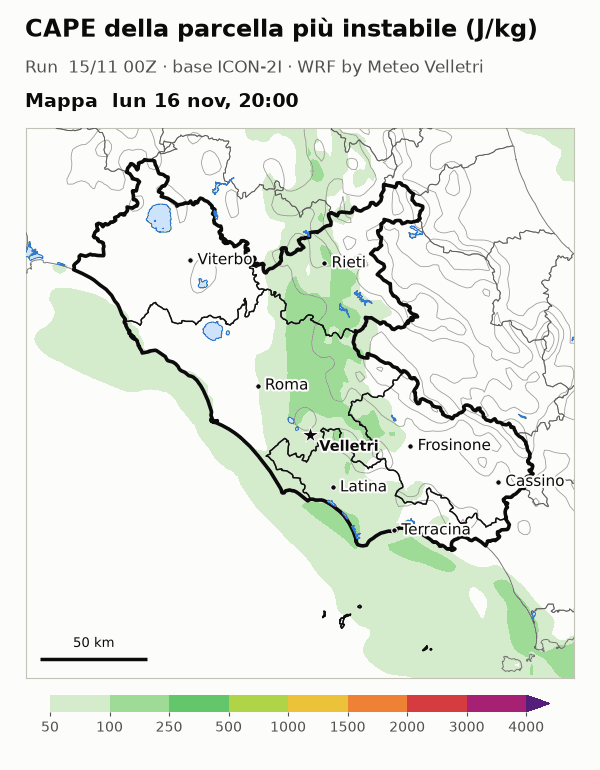 CAPE della parcella più instabile (J/kg)
Run 15/11 00Z · base ICON-2I · WRF by Meteo Velletri
Mappa lun 16 nov, 20:00
Viterbo
Rieti
Roma
Velletri
Frosinone
Latina
Cassino
Terracina
50 km
50 100 250 500 1000 1500 2000 3000 4000